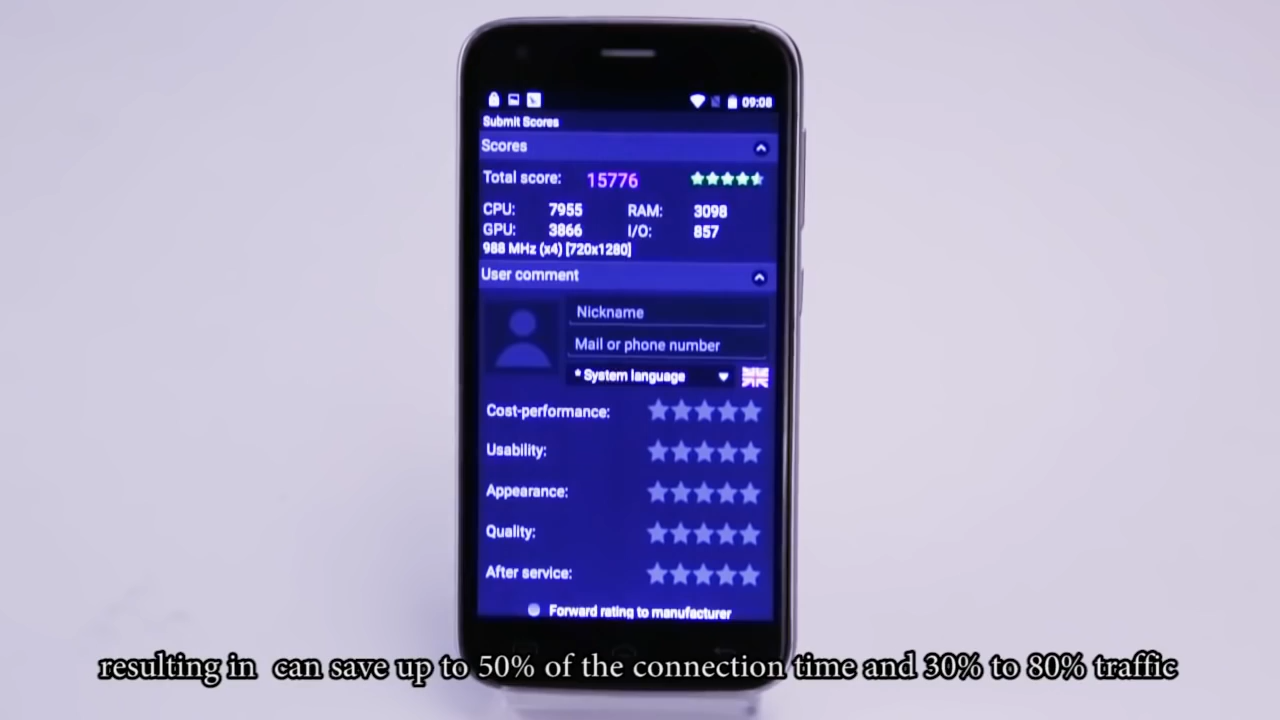 09:08
Submit Scores
Scores
Total score: 15776
CPU: 7955 RAM: 3098
GPU: 3866 I/O: 857
988 MHz (x4) [720x1280]
User comment
Nickname
Mail or phone number
* System language
Cost-performance:
Usability:
Appearance:
Quality:
After service:
Forward rating to manufacturer
resulting in can save up to 50% of the connection time and 30% to 80% traffic